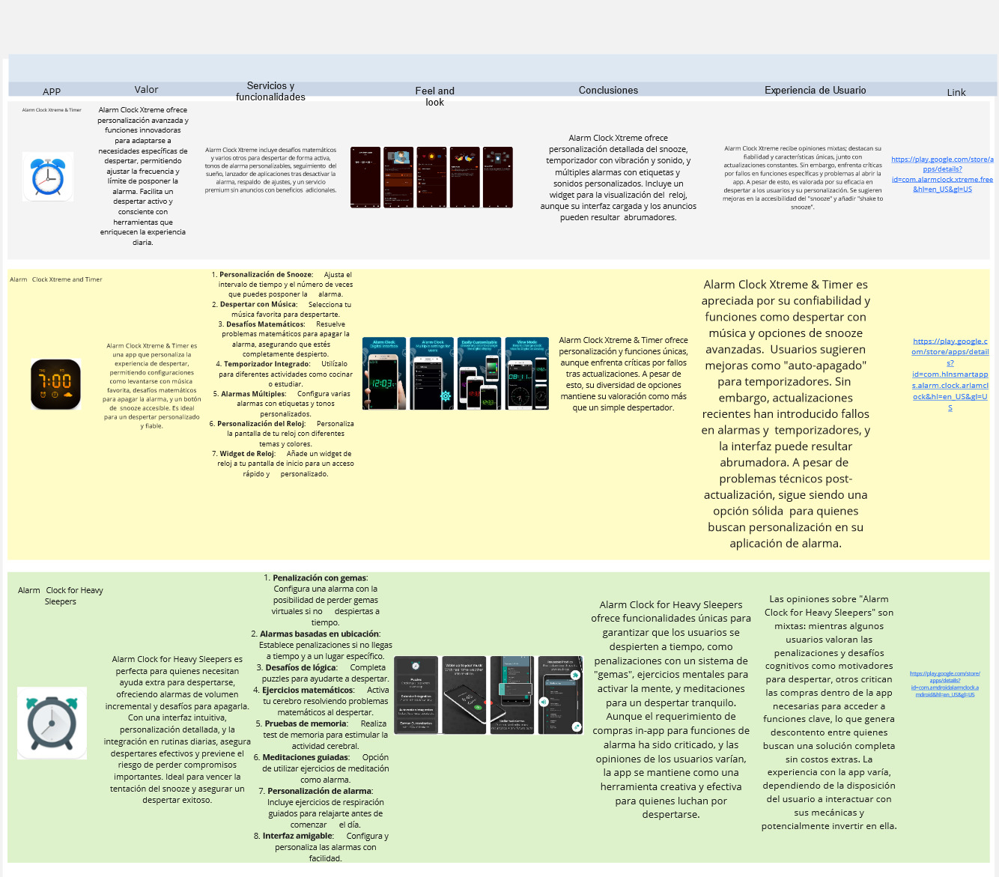 APP
Valor
Servicios y
funcionalidades
Feel and
look
Conclusiones
Experiencia de Usuario
Link
Alarm Clock Xtreme & Timer
Alarm Clock Xtreme ofrece
personalización avanzada y
funciones innovadoras
para adaptarse a
necesidades específicas de
despertar, permitiendo
ajustar la frecuencia y
límite de posponer la
alarma. Facilita un
despertar activo y
consciente con
herramientas que
enriquecen la experiencia
diaria.
Alarm Clock Xtreme incluye desafíos matemáticos
y varios otros para despertar de forma activa,
tonos de alarma personalizables, seguimiento del
sueño, lanzador de aplicaciones tras desactivar la
alarma, respaldo de ajustes, y un servicio
premium sin anuncios con beneficios adicionales.
Alarm Clock Xtreme ofrece
personalización detallada del snooze,
temporizador con vibración y sonido, y
múltiples alarmas con etiquetas y
sonidos personalizados. Incluye un
widget para la visualización del reloj,
aunque su interfaz cargada y los anuncios
pueden resultar abrumadores.
Alarm Clock Xtreme recibe opiniones mixtas; destacan su
fiabilidad y características únicas, junto con
actualizaciones constantes. Sin embargo, enfrenta críticas
por fallos en funciones específicas y problemas al abrir la
app. A pesar de esto, es valorada por su eficacia en
despertar a los usuarios y su personalización. Se sugieren
mejoras en la accesibilidad del "snooze" y añadir "shake to
snooze".
https://play.google.com/store/a
pps/details?
id=com.alarmclock.xtreme.free
&hl=en_US&gl=US
Alarm Clock Xtreme and Timer
7:00
Alarm Clock Xtreme & Timer es
una app que personaliza la
experiencia de despertar,
permitiendo configuraciones
como levantarse con música
favorita, desafíos matemáticos
para apagar la alarma, y un botón
de snooze accesible. Es ideal
para un despertar personalizado
y fiable.
1. Personalización de Snooze: Ajusta el
intervalo de tiempo y el número de veces
que puedes posponer la alarma.
2. Despertar con Música: Selecciona tu
música favorita para despertarte.
3. Desafíos Matemáticos: Resuelve
problemas matemáticos para apagar la
alarma, asegurando que estés
completamente despierto.
4. Temporizador Integrado: Utilízalo
para diferentes actividades como cocinar
o estudiar.
5. Alarmas Múltiples: Configura varias
alarmas con etiquetas y tonos
personalizados.
6. Personalización del Reloj: Personaliza
la pantalla de tu reloj con diferentes
temas y colores.
7. Widget de Reloj: Añade un widget de
reloj a tu pantalla de inicio para un acceso
rápido y personalizado.
Alarm Clock
Digital interface
12:03
Alarm Clock
Multiple settings for
users
Easily Customizable
View Mode
Alarm Clock Xtreme & Timer ofrece
personalización y funciones únicas,
aunque enfrenta críticas por fallos
tras actualizaciones. A pesar de
esto, su diversidad de opciones
mantiene su valoración como más
que un simple despertador.
Alarm Clock Xtreme & Timer es
apreciada por su confiabilidad y
funciones como despertar con
música y opciones de snooze
avanzadas. Usuarios sugieren
mejoras como "auto-apagado"
para temporizadores. Sin
embargo, actualizaciones
recientes han introducido fallos
en alarmas y temporizadores, y
la interfaz puede resultar
abrumadora. A pesar de
problemas técnicos post-
actualización, sigue siendo una
opción sólida para quienes
buscan personalización en su
aplicación de alarma.
https://play.google.c
om/store/apps/detail
s?
id=com.hlnsmartapp
s.alarm.clock.arlamcl
ock&hl=en_US&gl=U
S
Alarm Clock for Heavy
Sleepers
Alarm Clock for Heavy Sleepers es
perfecta para quienes necesitan
ayuda extra para despertarse,
ofreciendo alarmas de volumen
incremental y desafíos para apagarla.
Con una interfaz intuitiva,
personalización detallada, y la
integración en rutinas diarias, asegura
despertares efectivos y previene el
riesgo de perder compromisos
importantes. Ideal para vencer la
tentación del snooze y asegurar un
despertar exitoso.
1. Penalización con gemas:
Configura una alarma con la
posibilidad de perder gemas
virtuales si no despiertas a
tiempo.
2. Alarmas basadas en ubicación:
Establece penalizaciones si no llegas
a tiempo y a un lugar específico.
3. Desafíos de lógica: Completa
puzzles para ayudarte a despertar.
4. Ejercicios matemáticos: Activa
tu cerebro resolviendo problemas
matemáticos al despertar.
5. Pruebas de memoria: Realiza
test de memoria para estimular la
actividad cerebral.
6. Meditaciones guiadas: Opción
de utilizar ejercicios de meditación
como alarma.
7. Personalización de alarma:
Incluye ejercicios de respiración
guiados para relajarte antes de
comenzar el día.
8. Interfaz amigable: Configura y
personaliza las alarmas con
facilidad.
Puzzles
Calendar Integration
Wake up to your music
Alarm Clock for Heavy Sleepers
ofrece funcionalidades únicas para
garantizar que los usuarios se
despierten a tiempo, como
penalizaciones con un sistema de
"gemas", ejercicios mentales para
activar la mente, y meditaciones
para un despertar tranquilo.
Aunque el requerimiento de
compras in-app para funciones de
alarma ha sido criticado, y las
opiniones de los usuarios varían,
la app se mantiene como una
herramienta creativa y efectiva
para quienes luchan por
despertarse.
Las opiniones sobre "Alarm
Clock for Heavy Sleepers" son
mixtas: mientras algunos
usuarios valoran las
penalizaciones y desafíos
cognitivos como motivadores
para despertar, otros critican
las compras dentro de la app
necesarias para acceder a
funciones clave, lo que genera
descontento entre quienes
buscan una solución completa
sin costos extras. La
experiencia con la app varía,
dependiendo de la disposición
del usuario a interactuar con
sus mecánicas y
potencialmente invertir en ella.
https://play.google.com/store/
apps/details?
id=com.amdroidalarmclock.a
mdroid&hl=en_US&gl=US